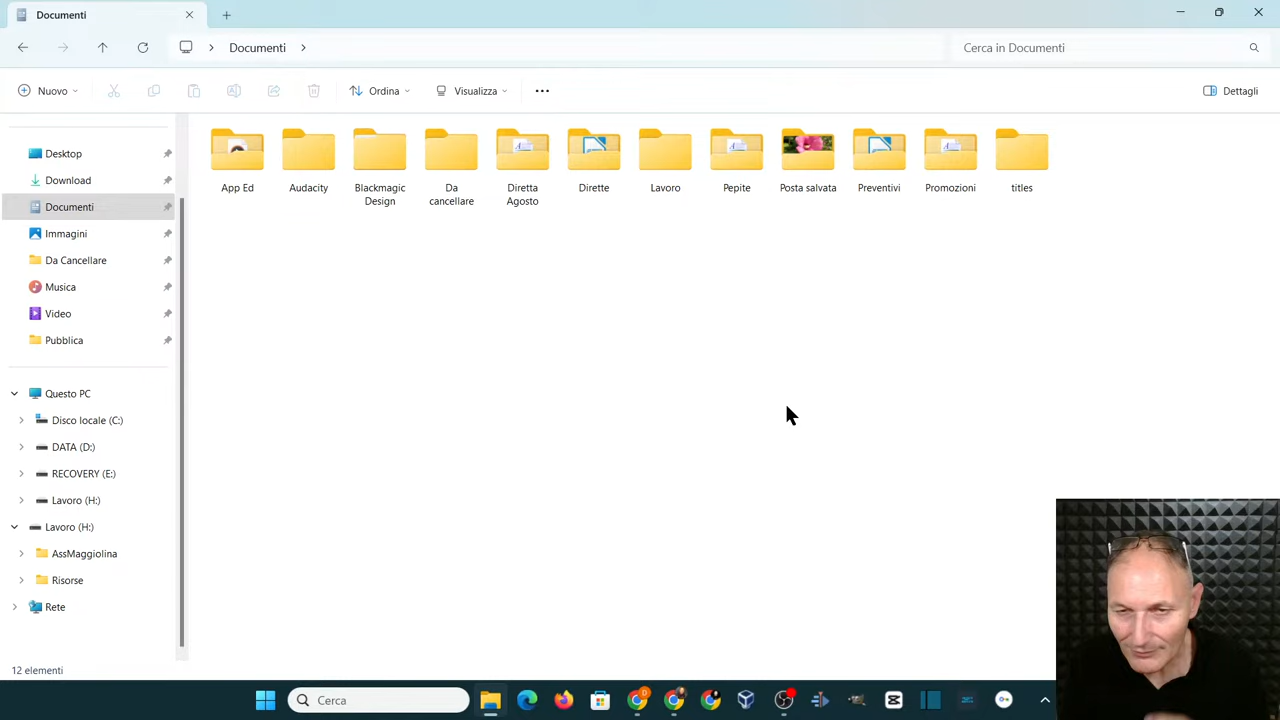 Documenti
Documenti
Cerca in Documenti
Nuovo
Ordina
Visualizza
Dettagli
Desktop
Download
Documenti
Immagini
Da Cancellare
Musica
Video
Pubblica
Questo PC
Disco locale (C:)
DATA (D:)
RECOVERY (E:)
Lavoro (H:)
Lavoro (H:)
AssMaggiolina
Risorse
Rete
App Ed
Audacity
Blackmagic
Design
Da
cancellare
Diretta
Agosto
Dirette
Lavoro
Pepite
Posta salvata
Preventivi
Promozioni
titles
12 elementi
Cerca